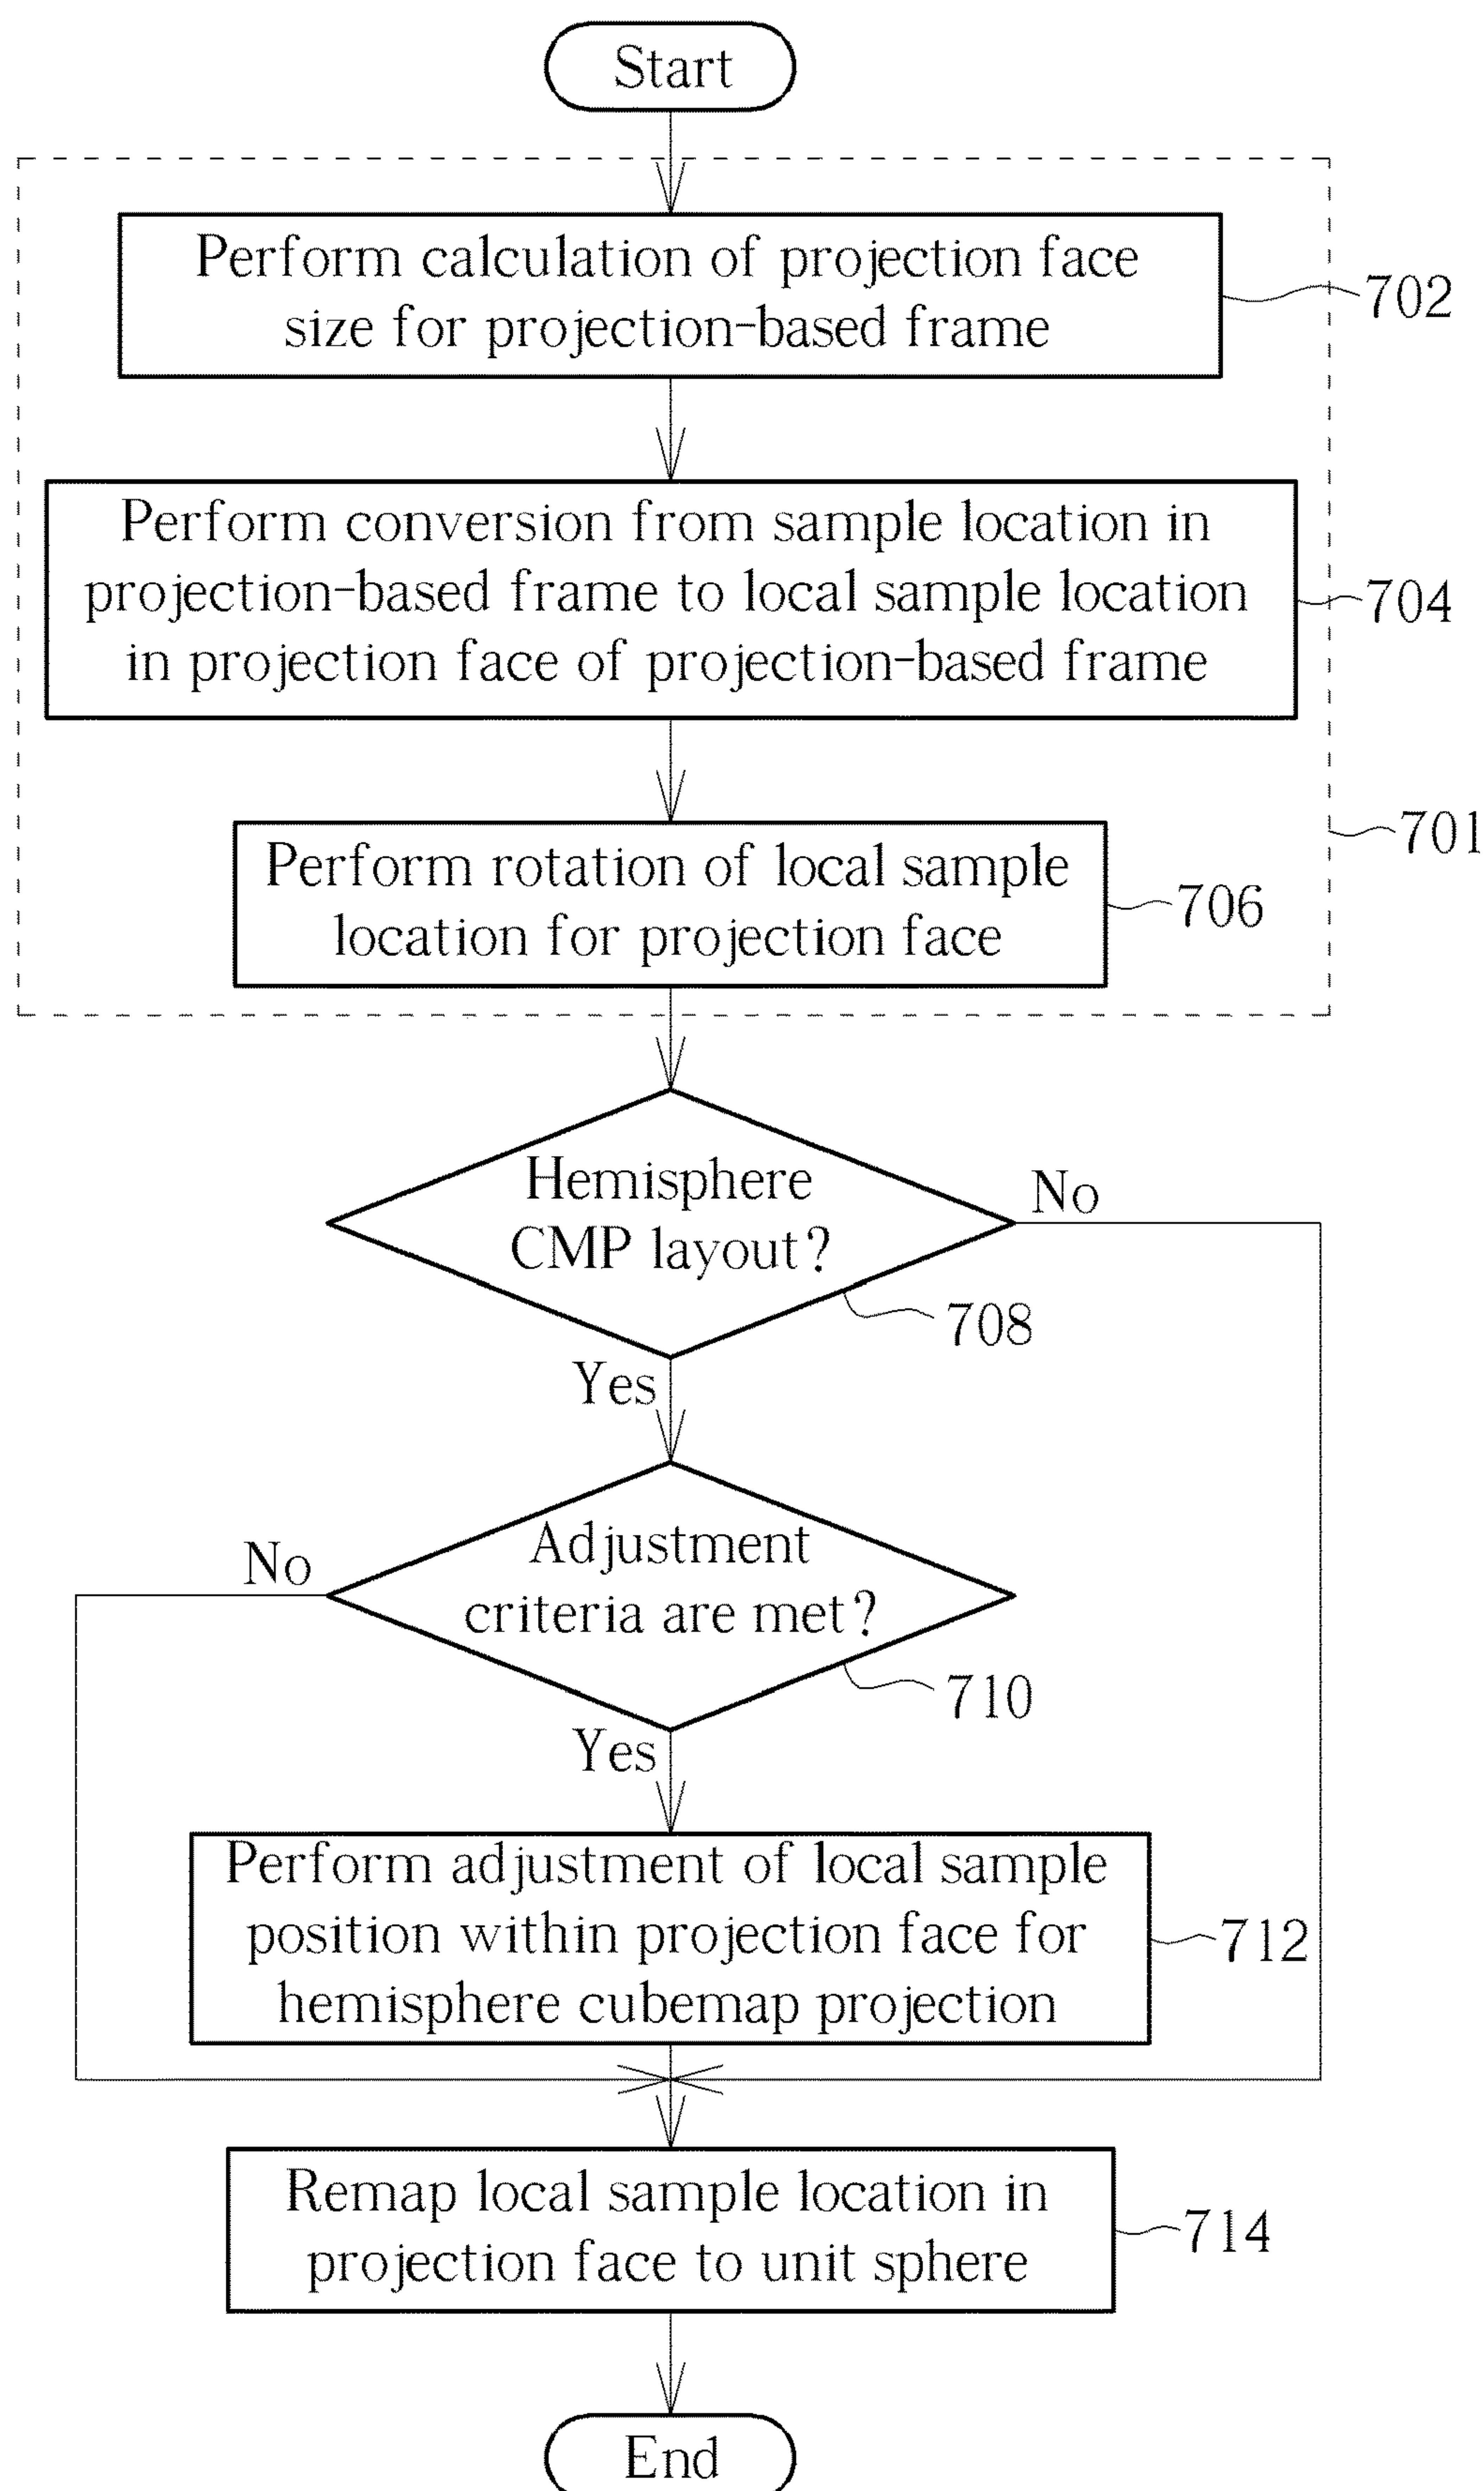 Start
Perform calculation of projection face
size for projection-based frame
702
Perform conversion from sample location in
projection-based frame to local sample location
in projection face of projection-based frame
704
701
Perform rotation of local sample
location for projection face
706
Hemisphere
CMP layout?
No
708
Yes
Adjustment
criteria are met?
No
710
Yes
Perform adjustment of local sample
position within projection face for
hemisphere cubemap projection
712
Remap local sample location in
projection face to unit sphere
714
End